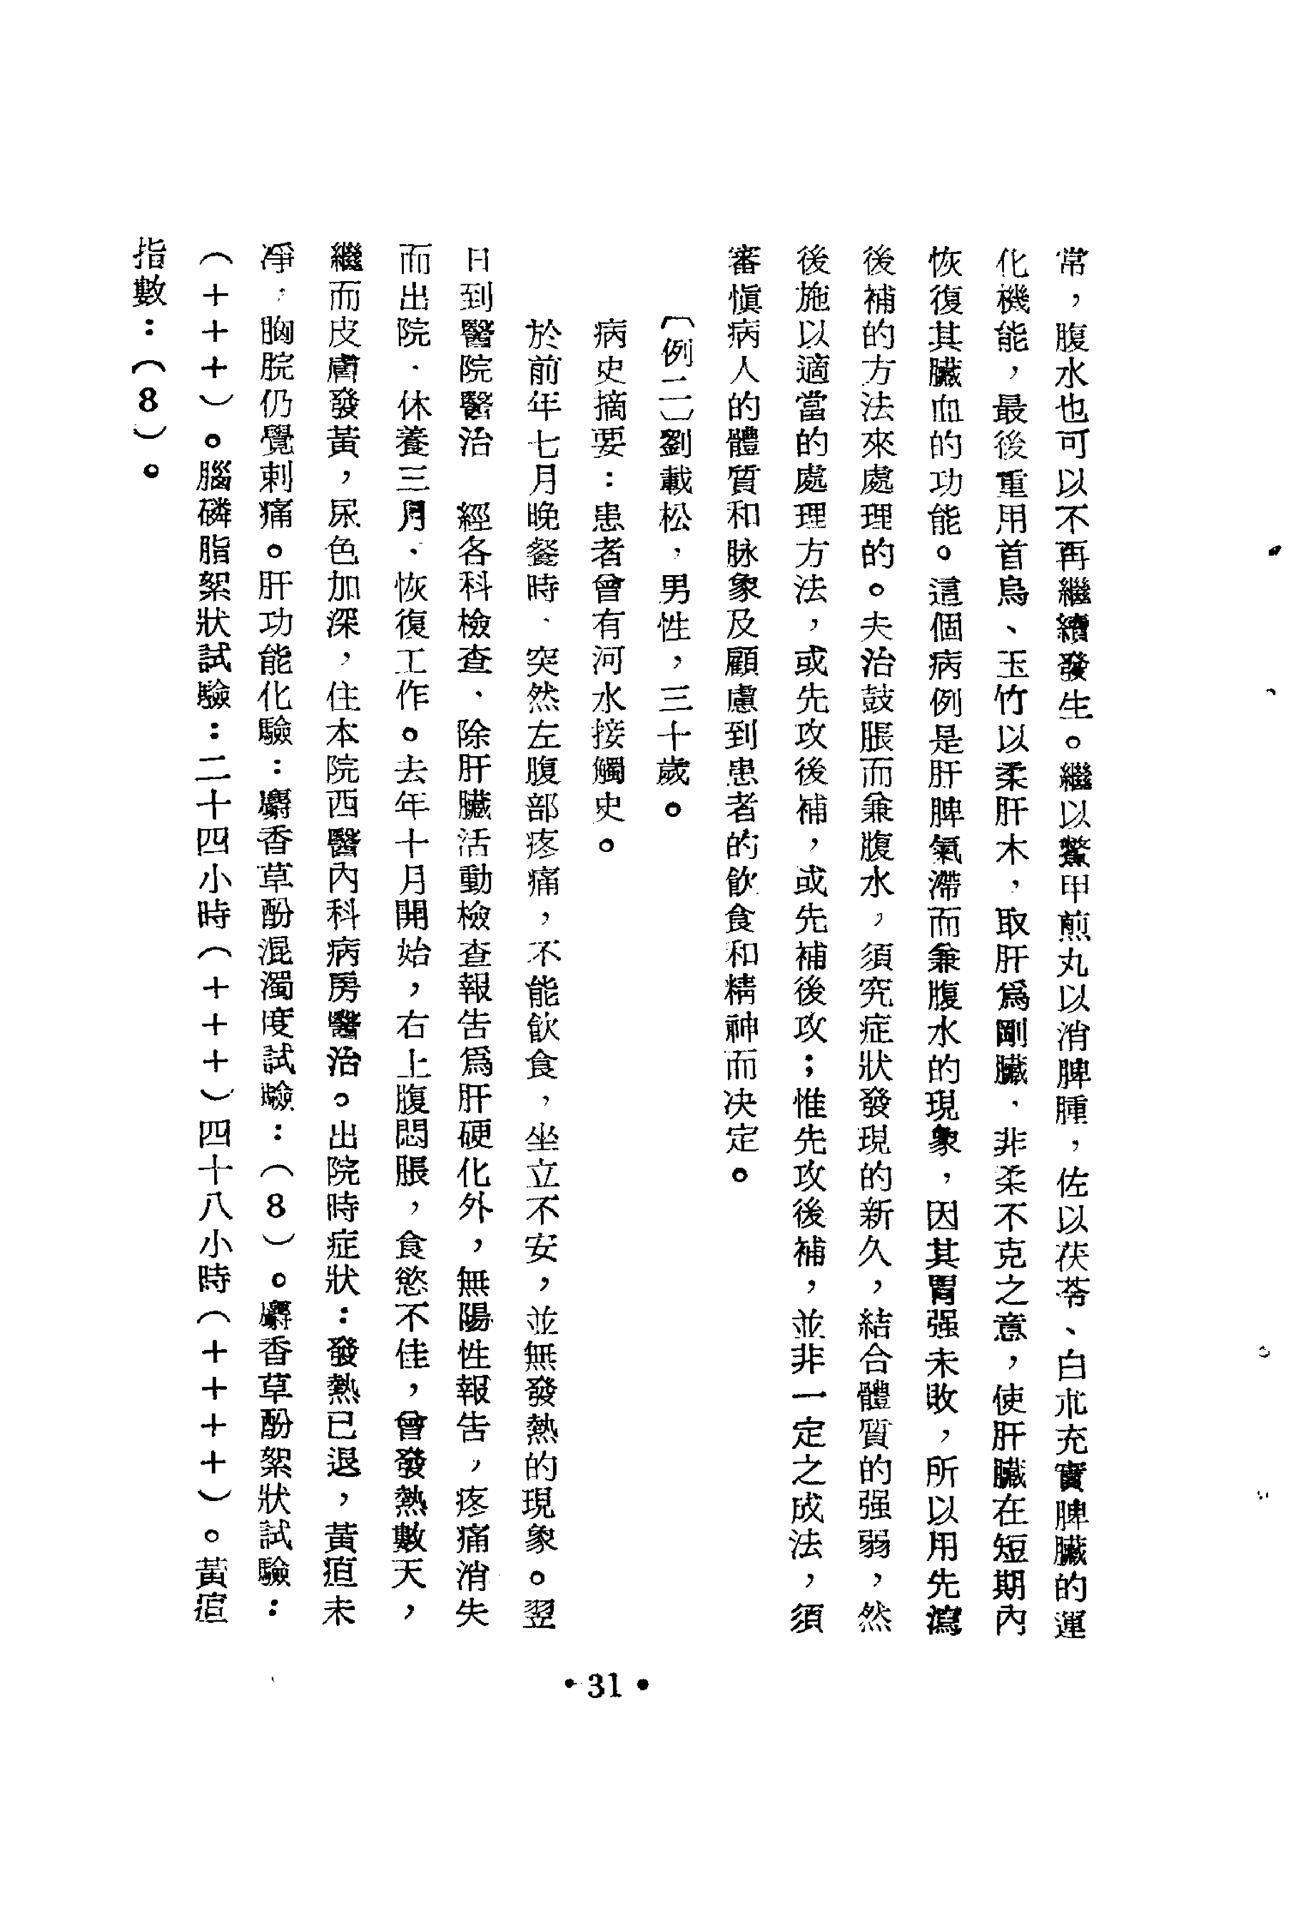 常，腹水也可以不再繼續發生。繼以鱉甲煎丸以消脾腫，佐以茯苓、白朮充實脾臟的運
化機能，最後重用首烏、玉竹以柔肝木，取肝爲剛臟，非柔不克之意，使肝臟在短期內
恢復其臟血的功能。這個病例是肝脾氣滯而兼腹水的現象，因其胃强未敗，所以用先瀉
後補的方法來處理的。夫治鼓脹而兼腹水，須究症狀發現的新久，結合體質的强弱，然
後施以適當的處理方法，或先攻後補，或先補後攻；惟先攻後補，並非一定之成法，須
審愼病人的體質和脉象及顧慮到患者的飲食和精神而决定。
〔例二〕劉載松，男性，三十歲。
病史摘要：患者曾有河水接觸史。
於前年七月晚餐時，突然左腹部疼痛，不能飲食，坐立不安，並無發熱的現象。翌
日到醫院醫治　經各科檢查、除肝臟活動檢查報告爲肝硬化外，無陽性報告，疼痛消失
而出院．休養三月、恢復工作。去年十月開始，右上腹悶脹，食慾不佳，曾發熱數天，
繼而皮膚發黃，尿色加深，住本院西醫內科病房醫治。出院時症狀：發熱已退，黃疸未
凈，胸脘仍覺刺痛。肝功能化驗：麝香草酚混濁度試驗：（8）。麝香草酚絮狀試驗：
（＋＋＋）。腦磷脂絮狀試驗：二十四小時（＋＋＋）四十八小時（＋＋＋＋）。黃疸
指數：（8）。
•31•